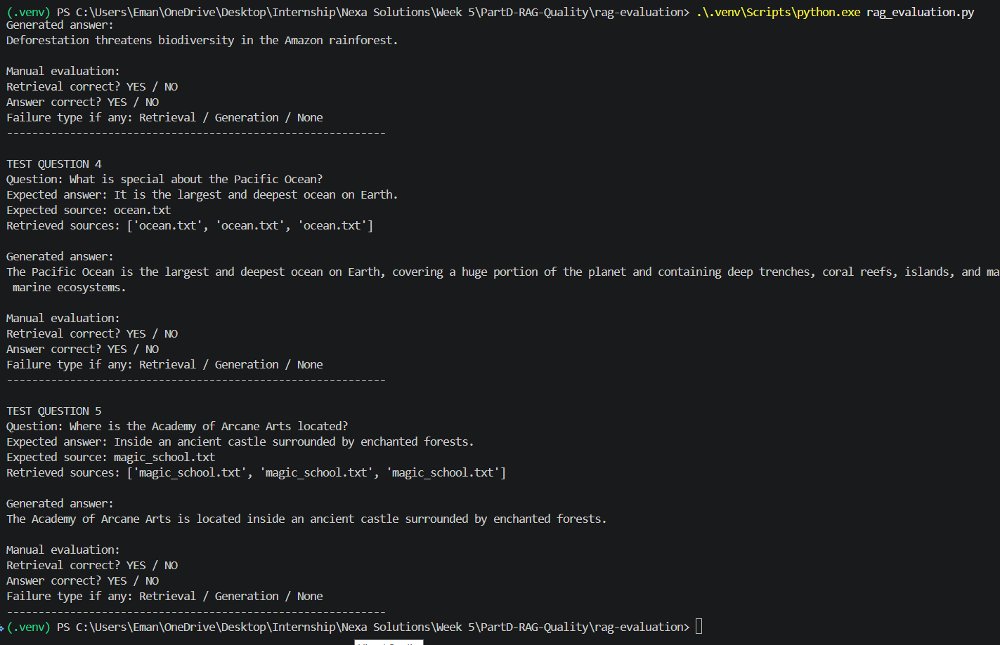 (.venv) PS C:\Users\Eman\OneDrive\Desktop\Internship\Nexa Solutions\Week 5\PartD-RAG-Quality\rag-evaluation> .\.venv\Scripts\python.exe rag_evaluation.py
Generated answer:
Deforestation threatens biodiversity in the Amazon rainforest.
Manual evaluation:
Retrieval correct? YES / NO
Answer correct? YES / NO
Failure type if any: Retrieval / Generation / None
------------------------------------------------------------
TEST QUESTION 4
Question: What is special about the Pacific Ocean?
Expected answer: It is the largest and deepest ocean on Earth.
Expected source: ocean.txt
Retrieved sources: ['ocean.txt', 'ocean.txt', 'ocean.txt']
Generated answer:
The Pacific Ocean is the largest and deepest ocean on Earth, covering a huge portion of the planet and containing deep trenches, coral reefs, islands, and ma
marine ecosystems.
Manual evaluation:
Retrieval correct? YES / NO
Answer correct? YES / NO
Failure type if any: Retrieval / Generation / None
------------------------------------------------------------
TEST QUESTION 5
Question: Where is the Academy of Arcane Arts located?
Expected answer: Inside an ancient castle surrounded by enchanted forests.
Expected source: magic_school.txt
Retrieved sources: ['magic_school.txt', 'magic_school.txt', 'magic_school.txt']
Generated answer:
The Academy of Arcane Arts is located inside an ancient castle surrounded by enchanted forests.
Manual evaluation:
Retrieval correct? YES / NO
Answer correct? YES / NO
Failure type if any: Retrieval / Generation / None
------------------------------------------------------------
(.venv) PS C:\Users\Eman\OneDrive\Desktop\Internship\Nexa Solutions\Week 5\PartD-RAG-Quality\rag-evaluation>